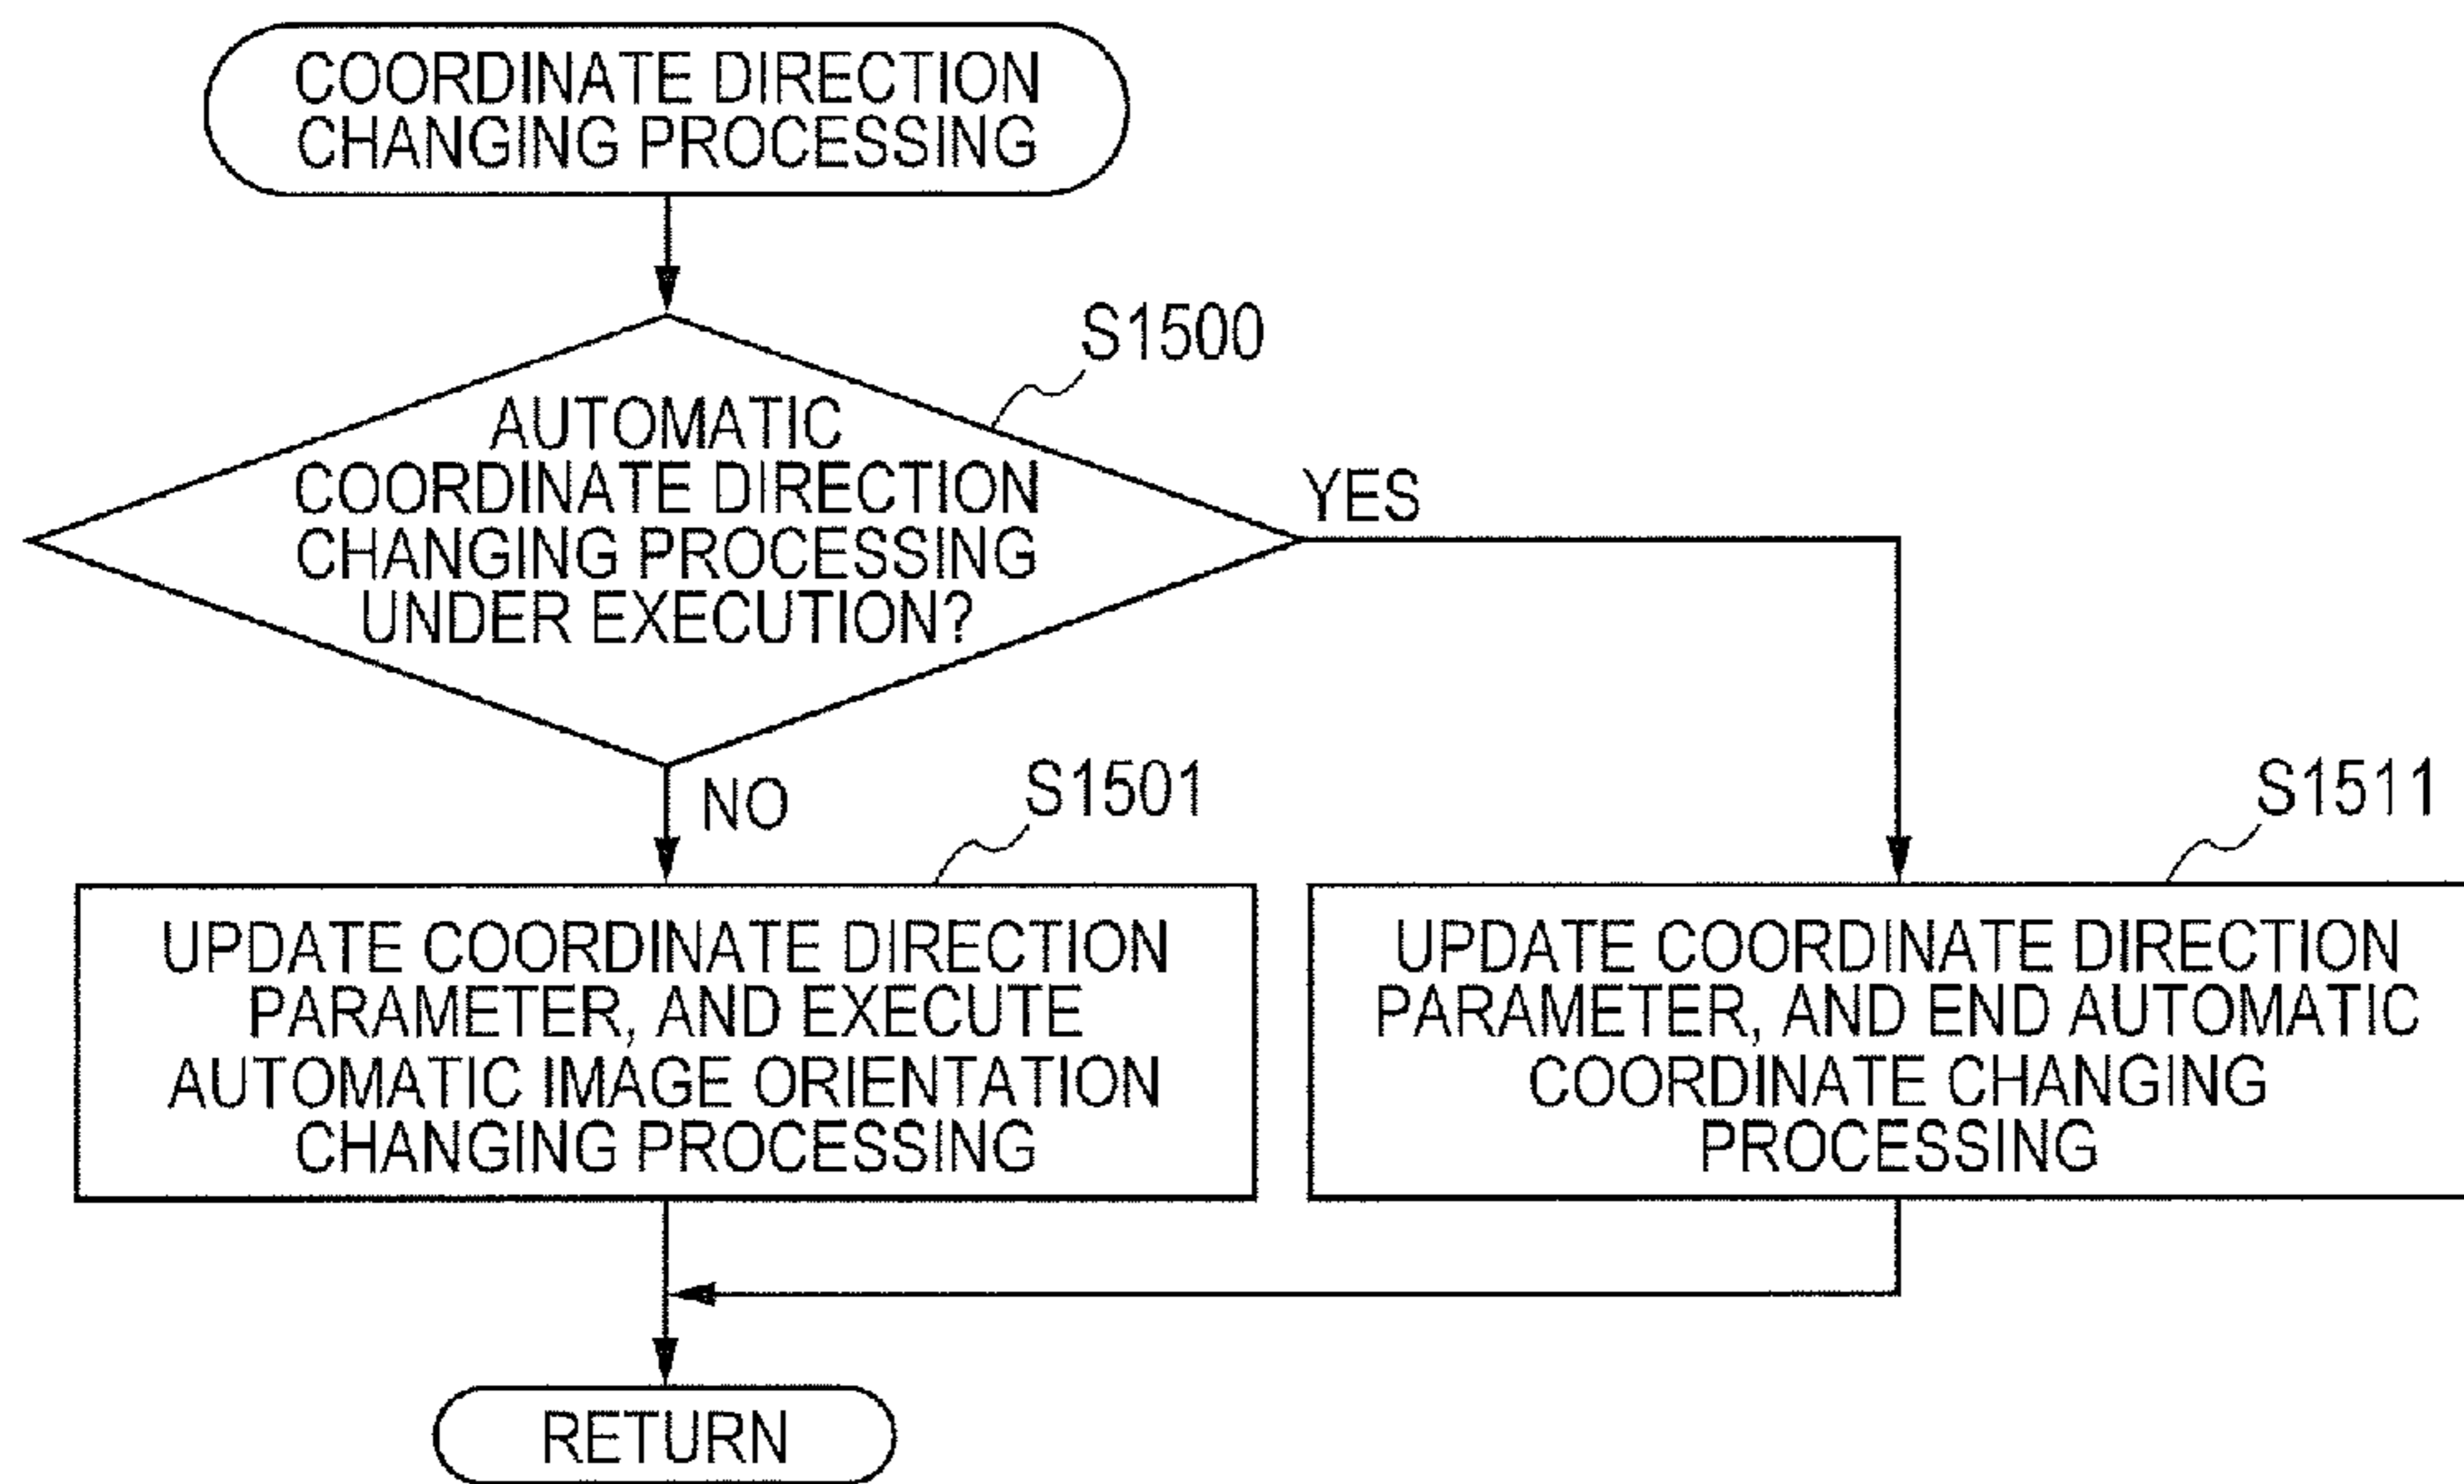 COORDINATE DIRECTION
CHANGING PROCESSING
S1500
AUTOMATIC
COORDINATE DIRECTION
CHANGING PROCESSING
UNDER EXECUTION?
YES
NO
S1501
UPDATE COORDINATE DIRECTION
PARAMETER, AND EXECUTE
AUTOMATIC IMAGE ORIENTATION
CHANGING PROCESSING
S1511
UPDATE COORDINATE DIRECTION
PARAMETER, AND END AUTOMATIC
COORDINATE CHANGING
PROCESSING
RETURN